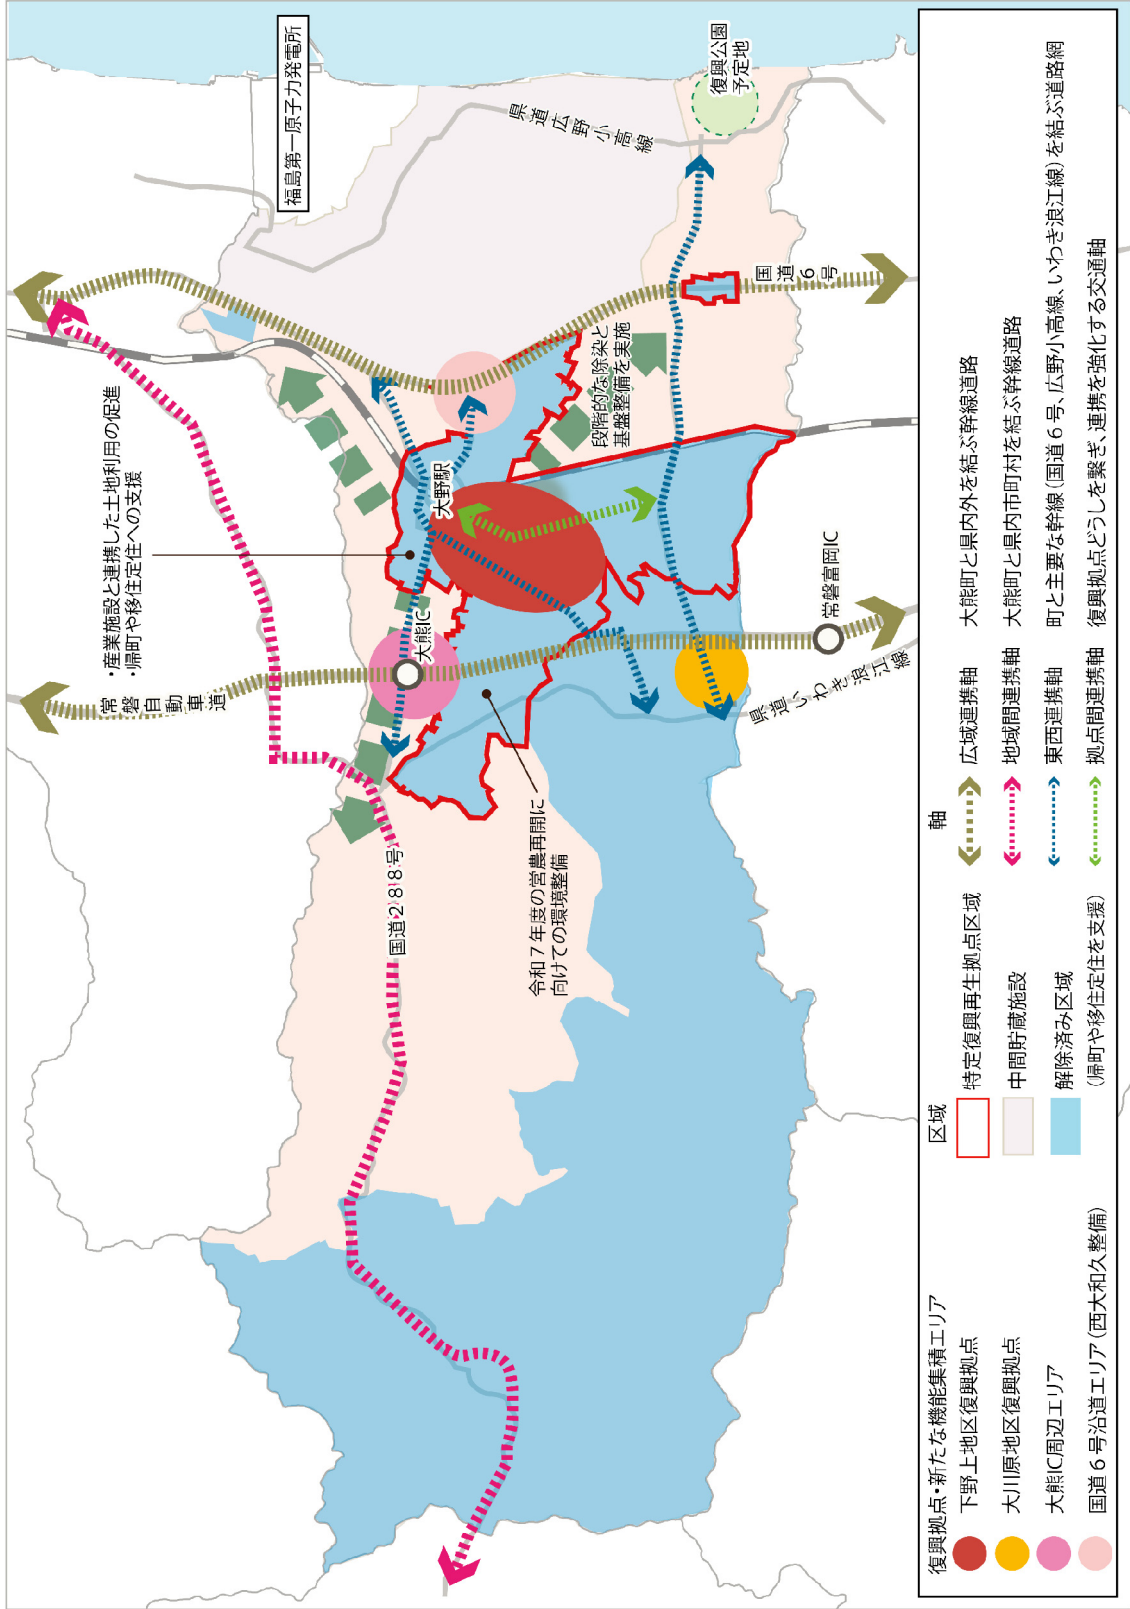 福島第一原子力発電所
復興公園
予定地
県道広野小高線
国道6号
・産業施設と連携した土地利用の促進
・帰町や移住定住への支援
段階的な除染と
基盤整備を実施
大野駅
大熊IC
常磐自動車道
常磐富岡IC
県道いわき浪江線
国道288号
令和7年度の営農再開に
向けての環境整備
復興拠点・新たな機能集積エリア
下野上地区復興拠点
大川原地区復興拠点
大熊IC周辺エリア
国道6号沿道エリア(西大和久整備)
区域
特定復興再生拠点区域
中間貯蔵施設
解除済み区域
(帰町や移住定住を支援)
軸
広域連携軸 大熊町と県内外を結ぶ幹線道路
地域間連携軸 大熊町と県内市町村を結ぶ幹線道路
東西連携軸 町と主要な幹線(国道6号、広野小高線、いわき浪江線)を結ぶ道路網
拠点間連携軸 復興拠点どうしを繋ぎ、連携を強化する交通軸